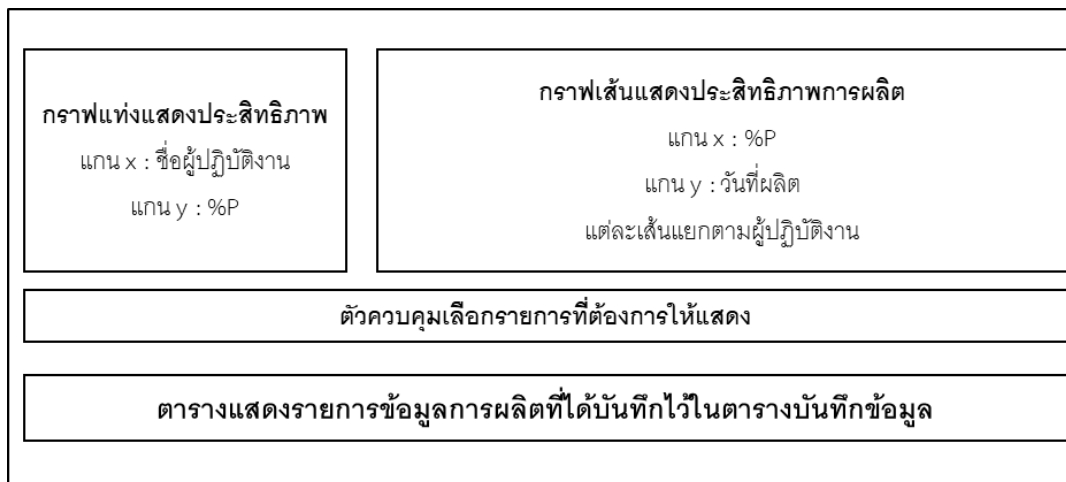 กราฟแท่งแสดงประสิทธิภาพ
แกน x : ชื่อผู้ปฏิบัติงาน
แกน y : %P
กราฟเส้นแสดงประสิทธิภาพการผลิต
แกน x : %P
แกน y : วันที่ผลิต
แต่ละเส้นแยกตามผู้ปฏิบัติงาน
ตัวควบคุมเลือกรายการที่ต้องการให้แสดง
ตารางแสดงรายการข้อมูลการผลิตที่ได้บันทึกไว้ในตารางบันทึกข้อมูล